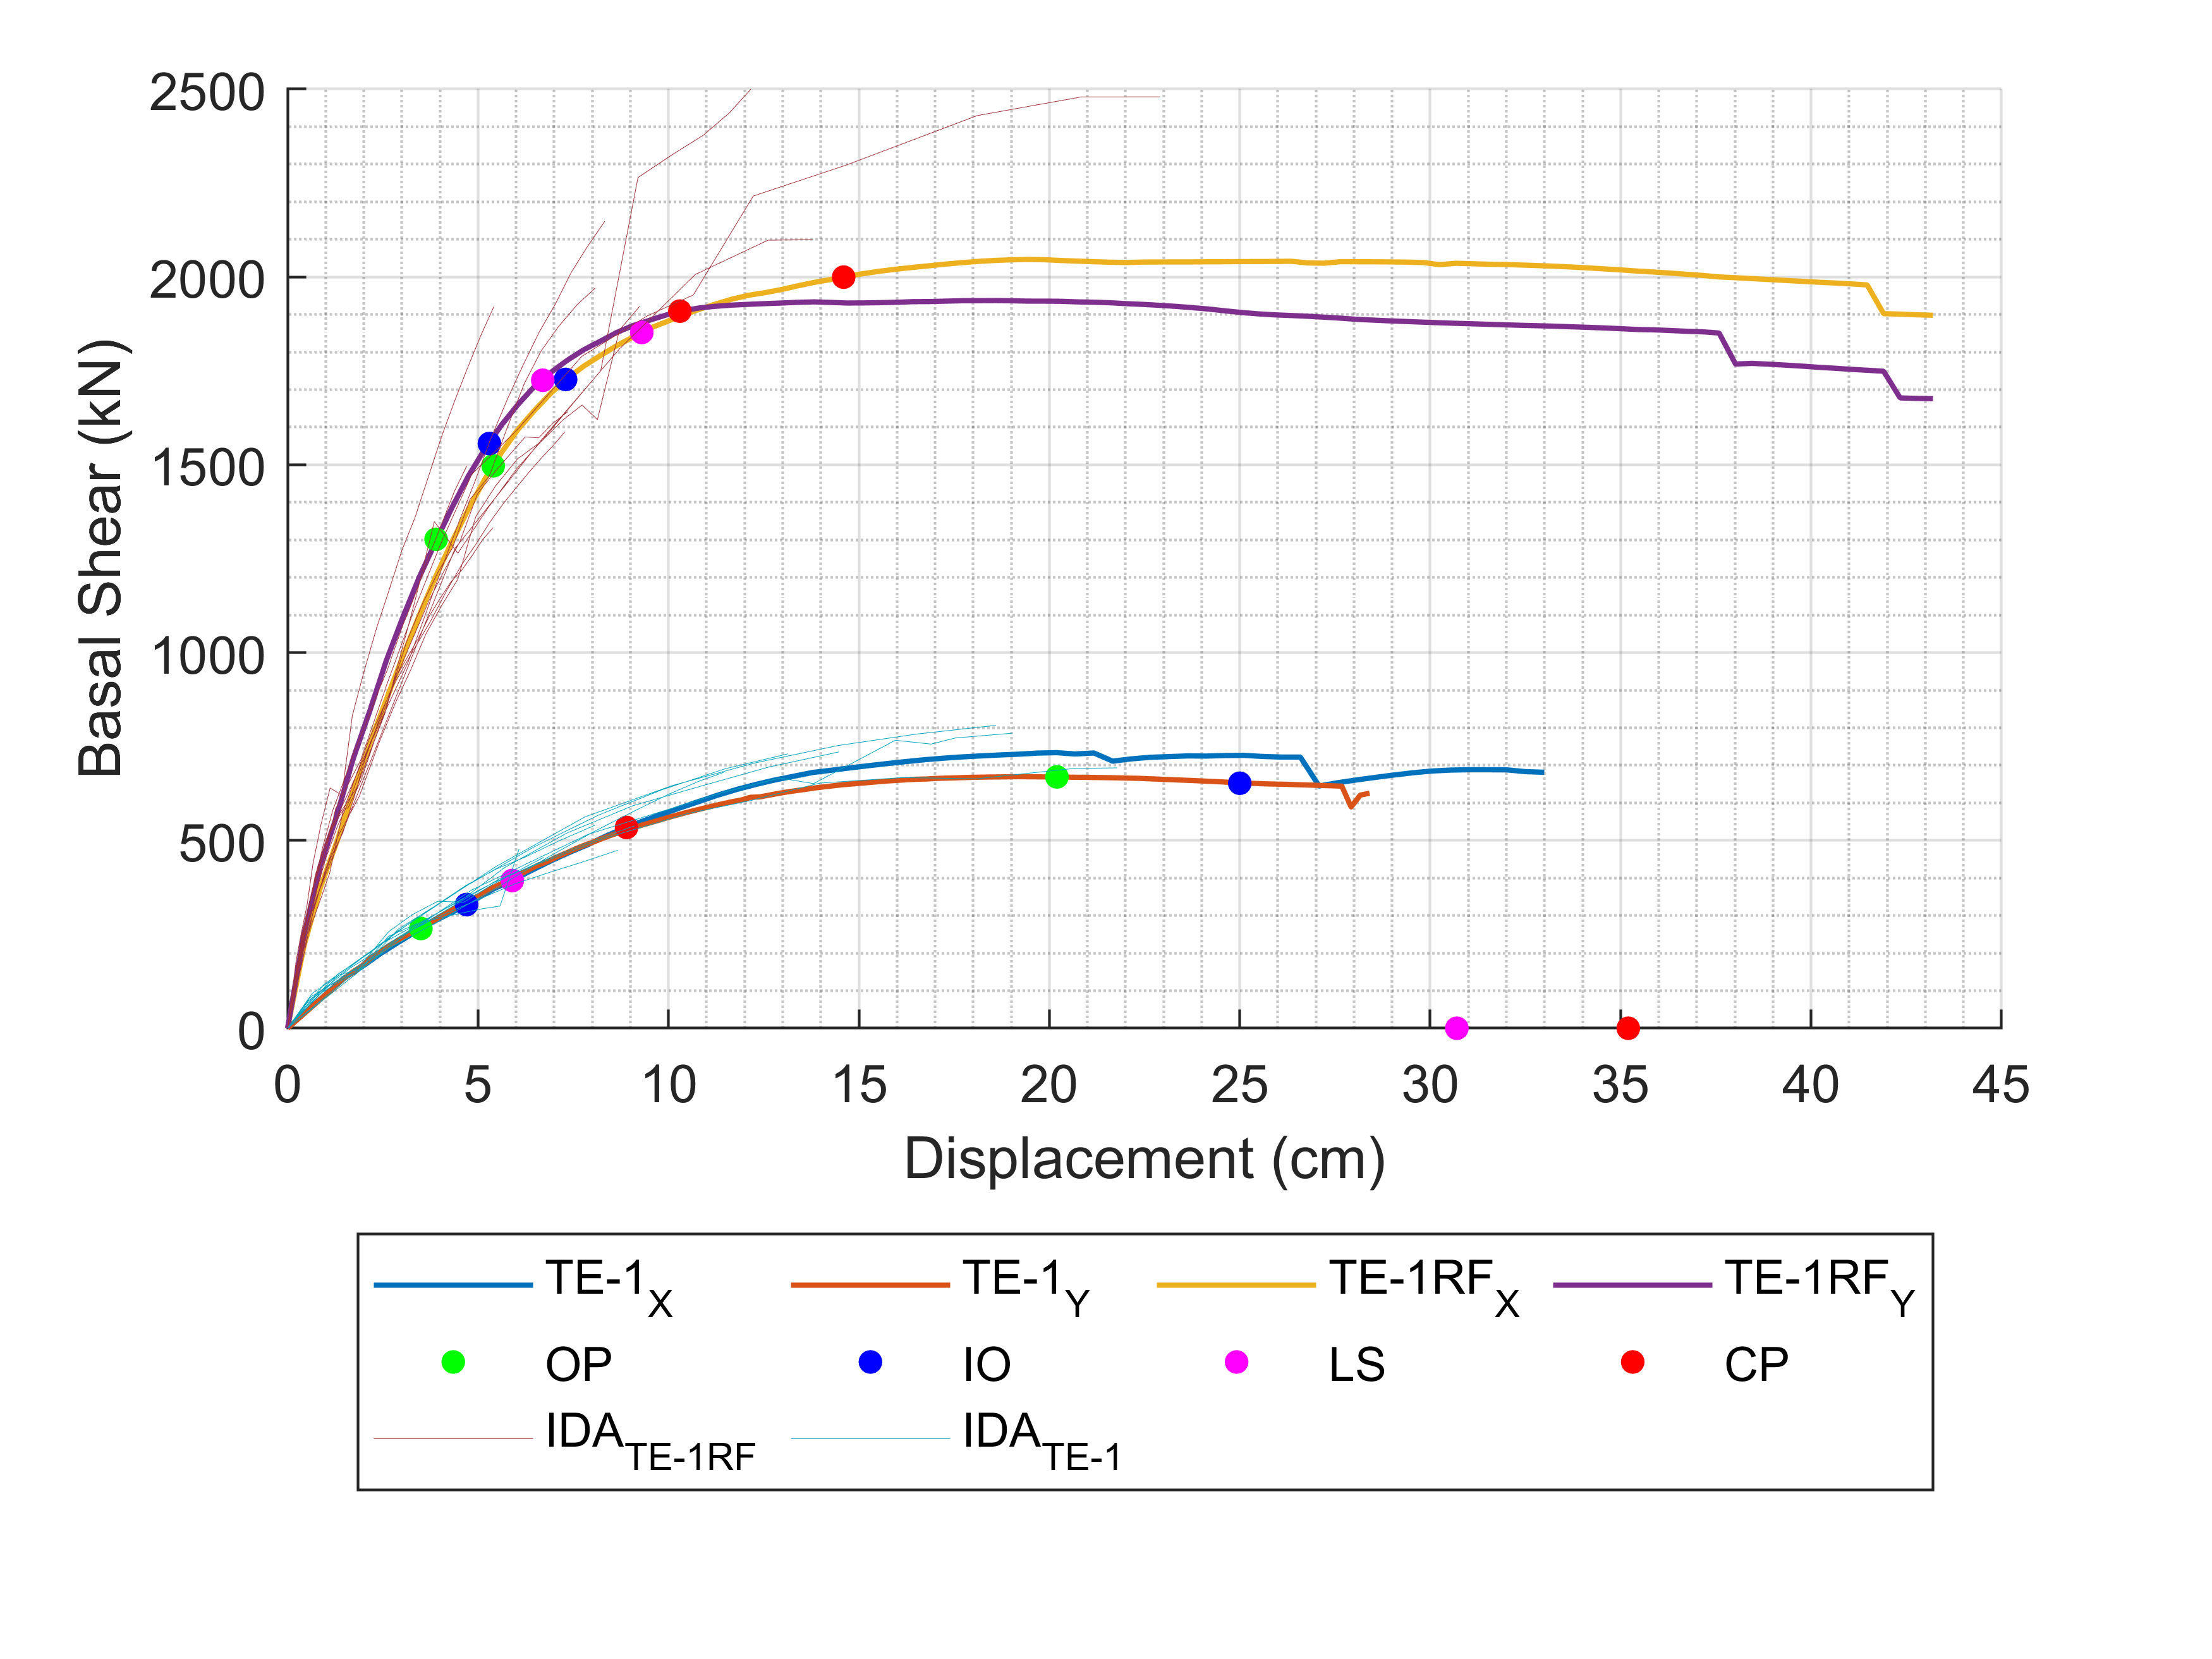 2500
2000
1500
1000
500
0
Basal Shear (kN)
0 5 10 15 20 25 30 35 40 45
Displacement (cm)
TE-1X TE-1Y TE-1RFX TE-1RFY
OP IO LS CP
IDATE-1RF IDATE-1